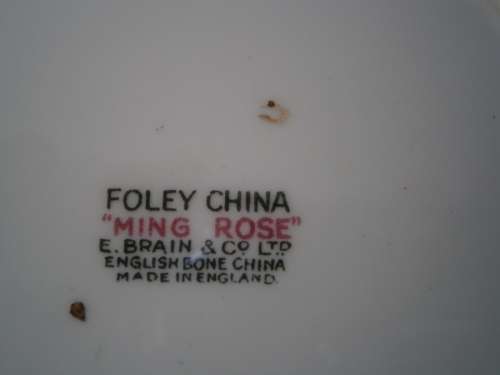 FOLEY CHINA
"MING ROSE"
E. BRAIN & CO. LTD
ENGLISH BONE CHINA
MADE IN ENGLAND.